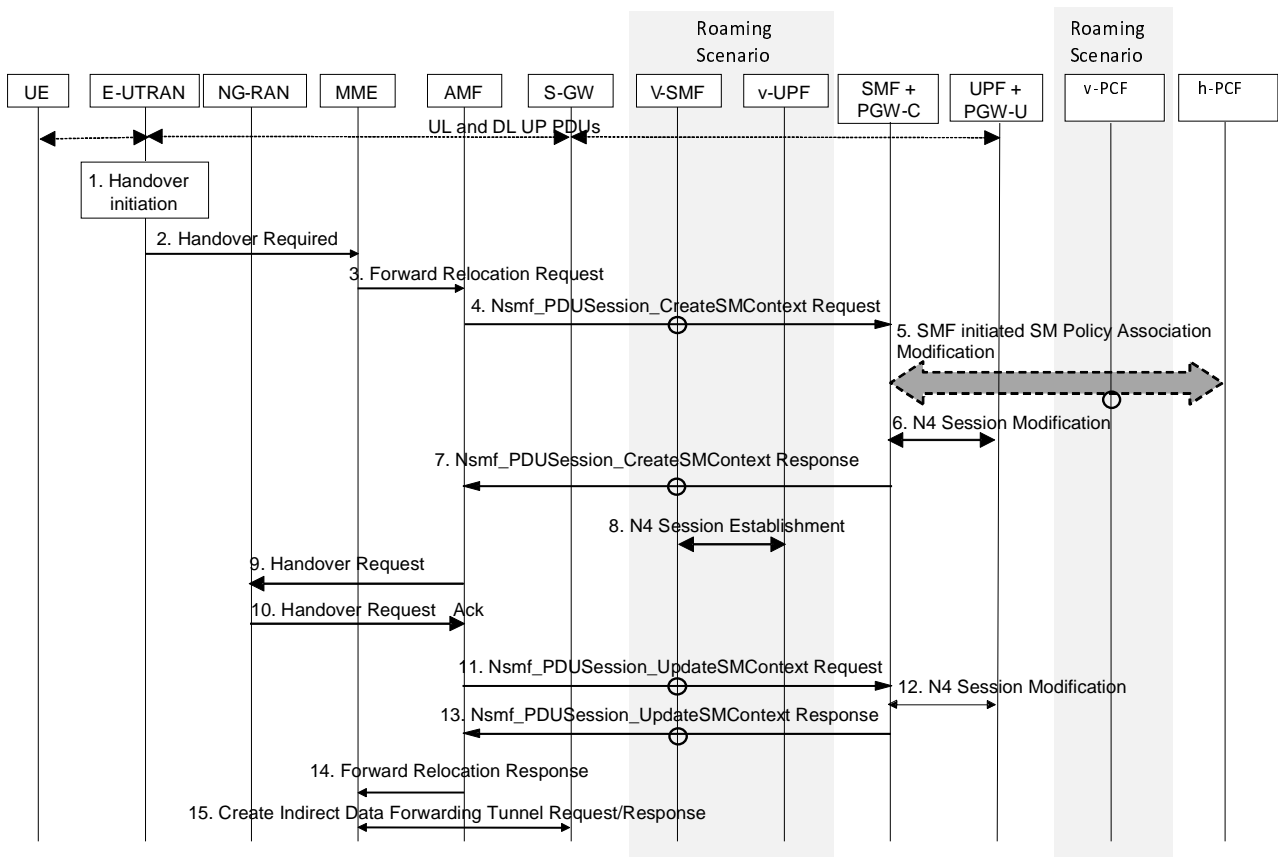 Roaming
Scenario
Roaming
Scenario
UE
E-UTRAN
NG-RAN
MME
AMF
S-GW
V-SMF
v-UPF
SMF +
PGW-C
UPF +
PGW-U
v-PCF
h-PCF
UL and DL UP PDUs
1. Handover
initiation
2. Handover Required
3. Forward Relocation Request
4. Nsmf_PDUSession_CreateSMContext Request
5. SMF initiated SM Policy Association
Modification
6. N4 Session Modification
7. Nsmf_PDUSession_CreateSMContext Response
8. N4 Session Establishment
9. Handover Request
10. Handover Request Ack
11. Nsmf_PDUSession_UpdateSMContext Request
12. N4 Session Modification
13. Nsmf_PDUSession_UpdateSMContext Response
14. Forward Relocation Response
15. Create Indirect Data Forwarding Tunnel Request/Response